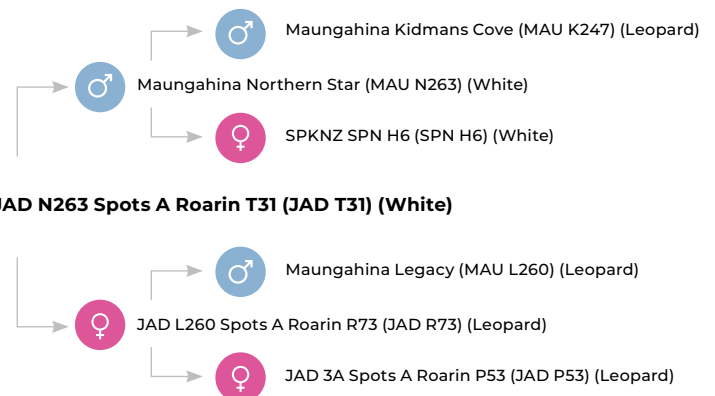 Maungahina Kidmans Cove (MAU K247) (Leopard)
Maungahina Northern Star (MAU N263) (White)
SPKNZ SPN H6 (SPN H6) (White)
JAD N263 Spots A Roarin T31 (JAD T31) (White)
Maungahina Legacy (MAU L260) (Leopard)
JAD L260 Spots A Roarin R73 (JAD R73) (Leopard)
JAD 3A Spots A Roarin P53 (JAD P53) (Leopard)